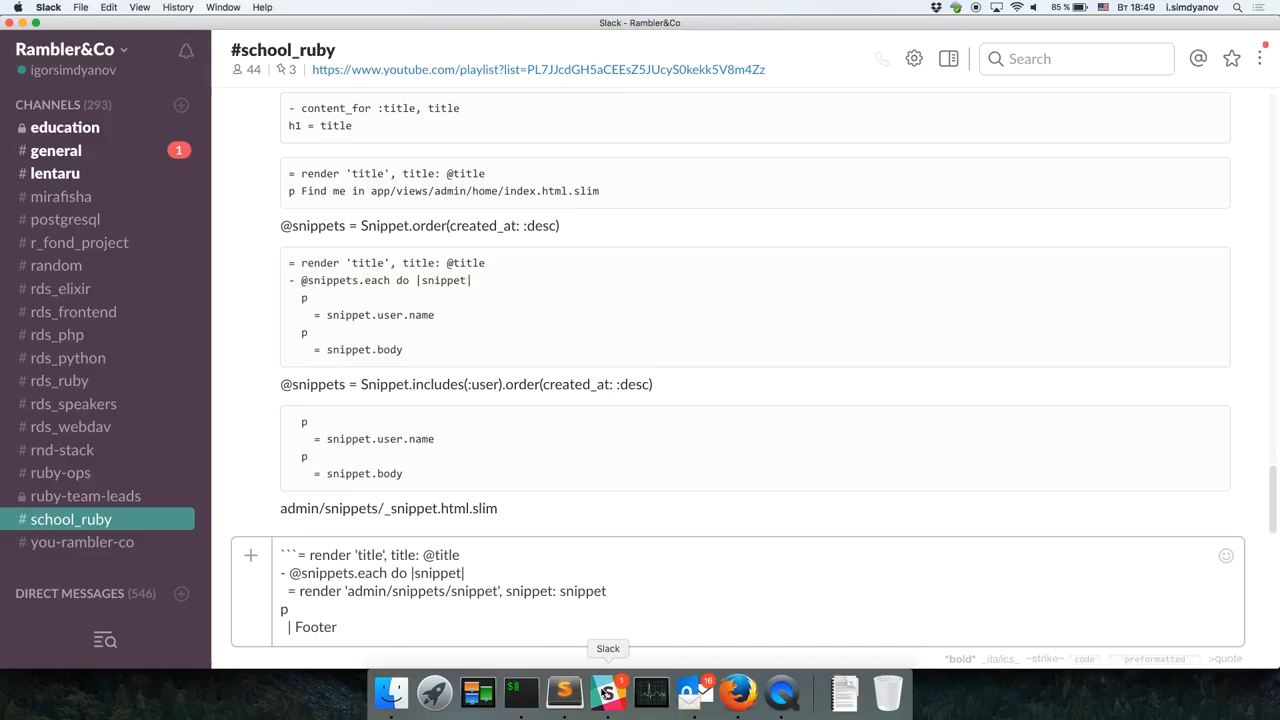 Slack File Edit View History Window Help 85 % Вт 18:49 i.simdyanov
Slack - Rambler&Co
Rambler&Co
igorsimdyanov
CHANNELS (293)
education
# general 1
# lentaru
# mirafisha
# postgresql
# r_fond_project
# random
# rds_elixir
# rds_frontend
# rds_php
# rds_python
# rds_ruby
# rds_speakers
# rds_webdav
# rnd-stack
# ruby-ops
ruby-team-leads
# school_ruby
# you-rambler-co
DIRECT MESSAGES (546)
#school_ruby
44 | 3 | https://www.youtube.com/playlist?list=PL7JJcdGH5aCEEsZ5JUcyS0kekk5V8m4Zz
Search
- content_for :title, title
h1 = title
= render 'title', title: @title
p Find me in app/views/admin/home/index.html.slim
@snippets = Snippet.order(created_at: :desc)
= render 'title', title: @title
- @snippets.each do |snippet|
p
= snippet.user.name
p
= snippet.body
@snippets = Snippet.includes(:user).order(created_at: :desc)
p
= snippet.user.name
p
= snippet.body
admin/snippets/_snippet.html.slim
```= render 'title', title: @title
- @snippets.each do |snippet|
= render 'admin/snippets/snippet', snippet: snippet
p
| Footer
*bold* _italics_ ~strike~ `code` ```preformatted``` >quote
Slack
1
16